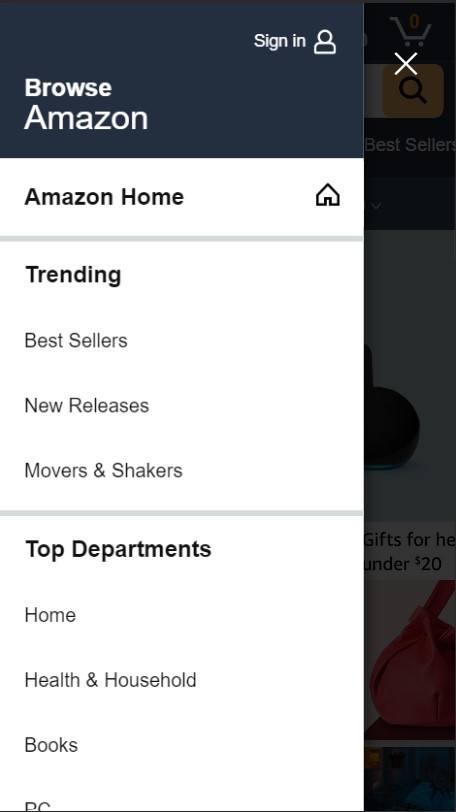 Sign in
0
Browse
Amazon
Best Sellers
Amazon Home
Trending
Best Sellers
New Releases
Movers & Shakers
Gifts for he
under $20
Top Departments
Home
Health & Household
Books
PC